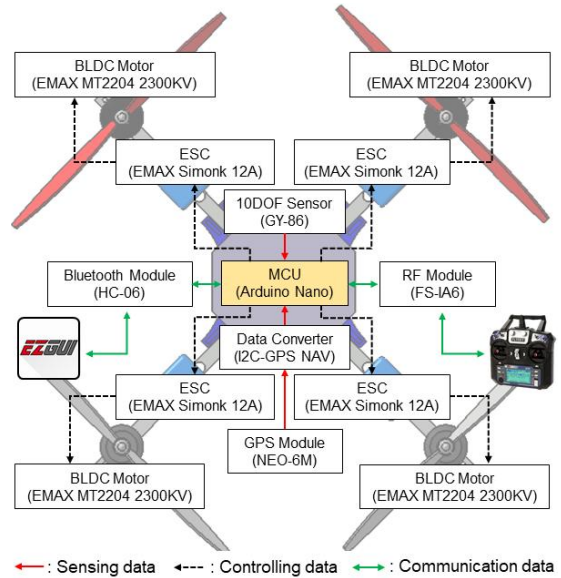 BLDC Motor
(EMAX MT2204 2300KV)
BLDC Motor
(EMAX MT2204 2300KV)
ESC
(EMAX Simonk 12A)
ESC
(EMAX Simonk 12A)
10DOF Sensor
(GY-86)
Bluetooth Module
(HC-06)
MCU
(Arduino Nano)
RF Module
(FS-IA6)
EZGUI
Data Converter
(I2C-GPS NAV)
ESC
(EMAX Simonk 12A)
ESC
(EMAX Simonk 12A)
GPS Module
(NEO-6M)
BLDC Motor
(EMAX MT2204 2300KV)
BLDC Motor
(EMAX MT2204 2300KV)
: Sensing data
: Controlling data
: Communication data